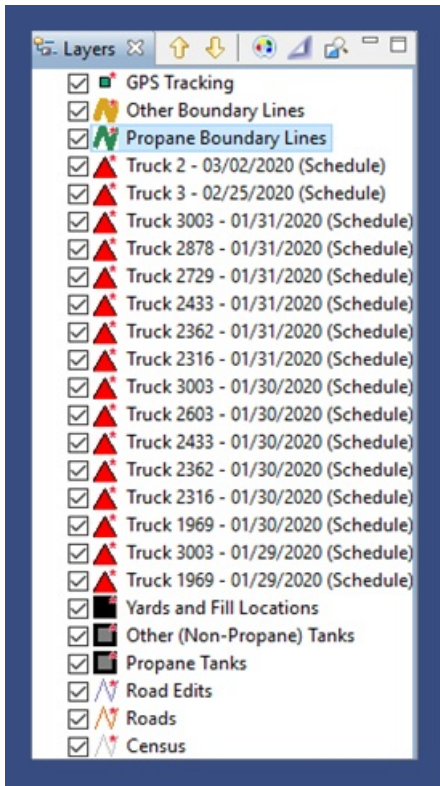 Layers
GPS Tracking
Other Boundary Lines
Propane Boundary Lines
Truck 2 - 03/02/2020 (Schedule)
Truck 3 - 02/25/2020 (Schedule)
Truck 3003 - 01/31/2020 (Schedule)
Truck 2878 - 01/31/2020 (Schedule)
Truck 2729 - 01/31/2020 (Schedule)
Truck 2433 - 01/31/2020 (Schedule)
Truck 2362 - 01/31/2020 (Schedule)
Truck 2316 - 01/31/2020 (Schedule)
Truck 3003 - 01/30/2020 (Schedule)
Truck 2603 - 01/30/2020 (Schedule)
Truck 2433 - 01/30/2020 (Schedule)
Truck 2362 - 01/30/2020 (Schedule)
Truck 2316 - 01/30/2020 (Schedule)
Truck 1969 - 01/30/2020 (Schedule)
Truck 3003 - 01/29/2020 (Schedule)
Truck 1969 - 01/29/2020 (Schedule)
Yards and Fill Locations
Other (Non-Propane) Tanks
Propane Tanks
Road Edits
Roads
Census